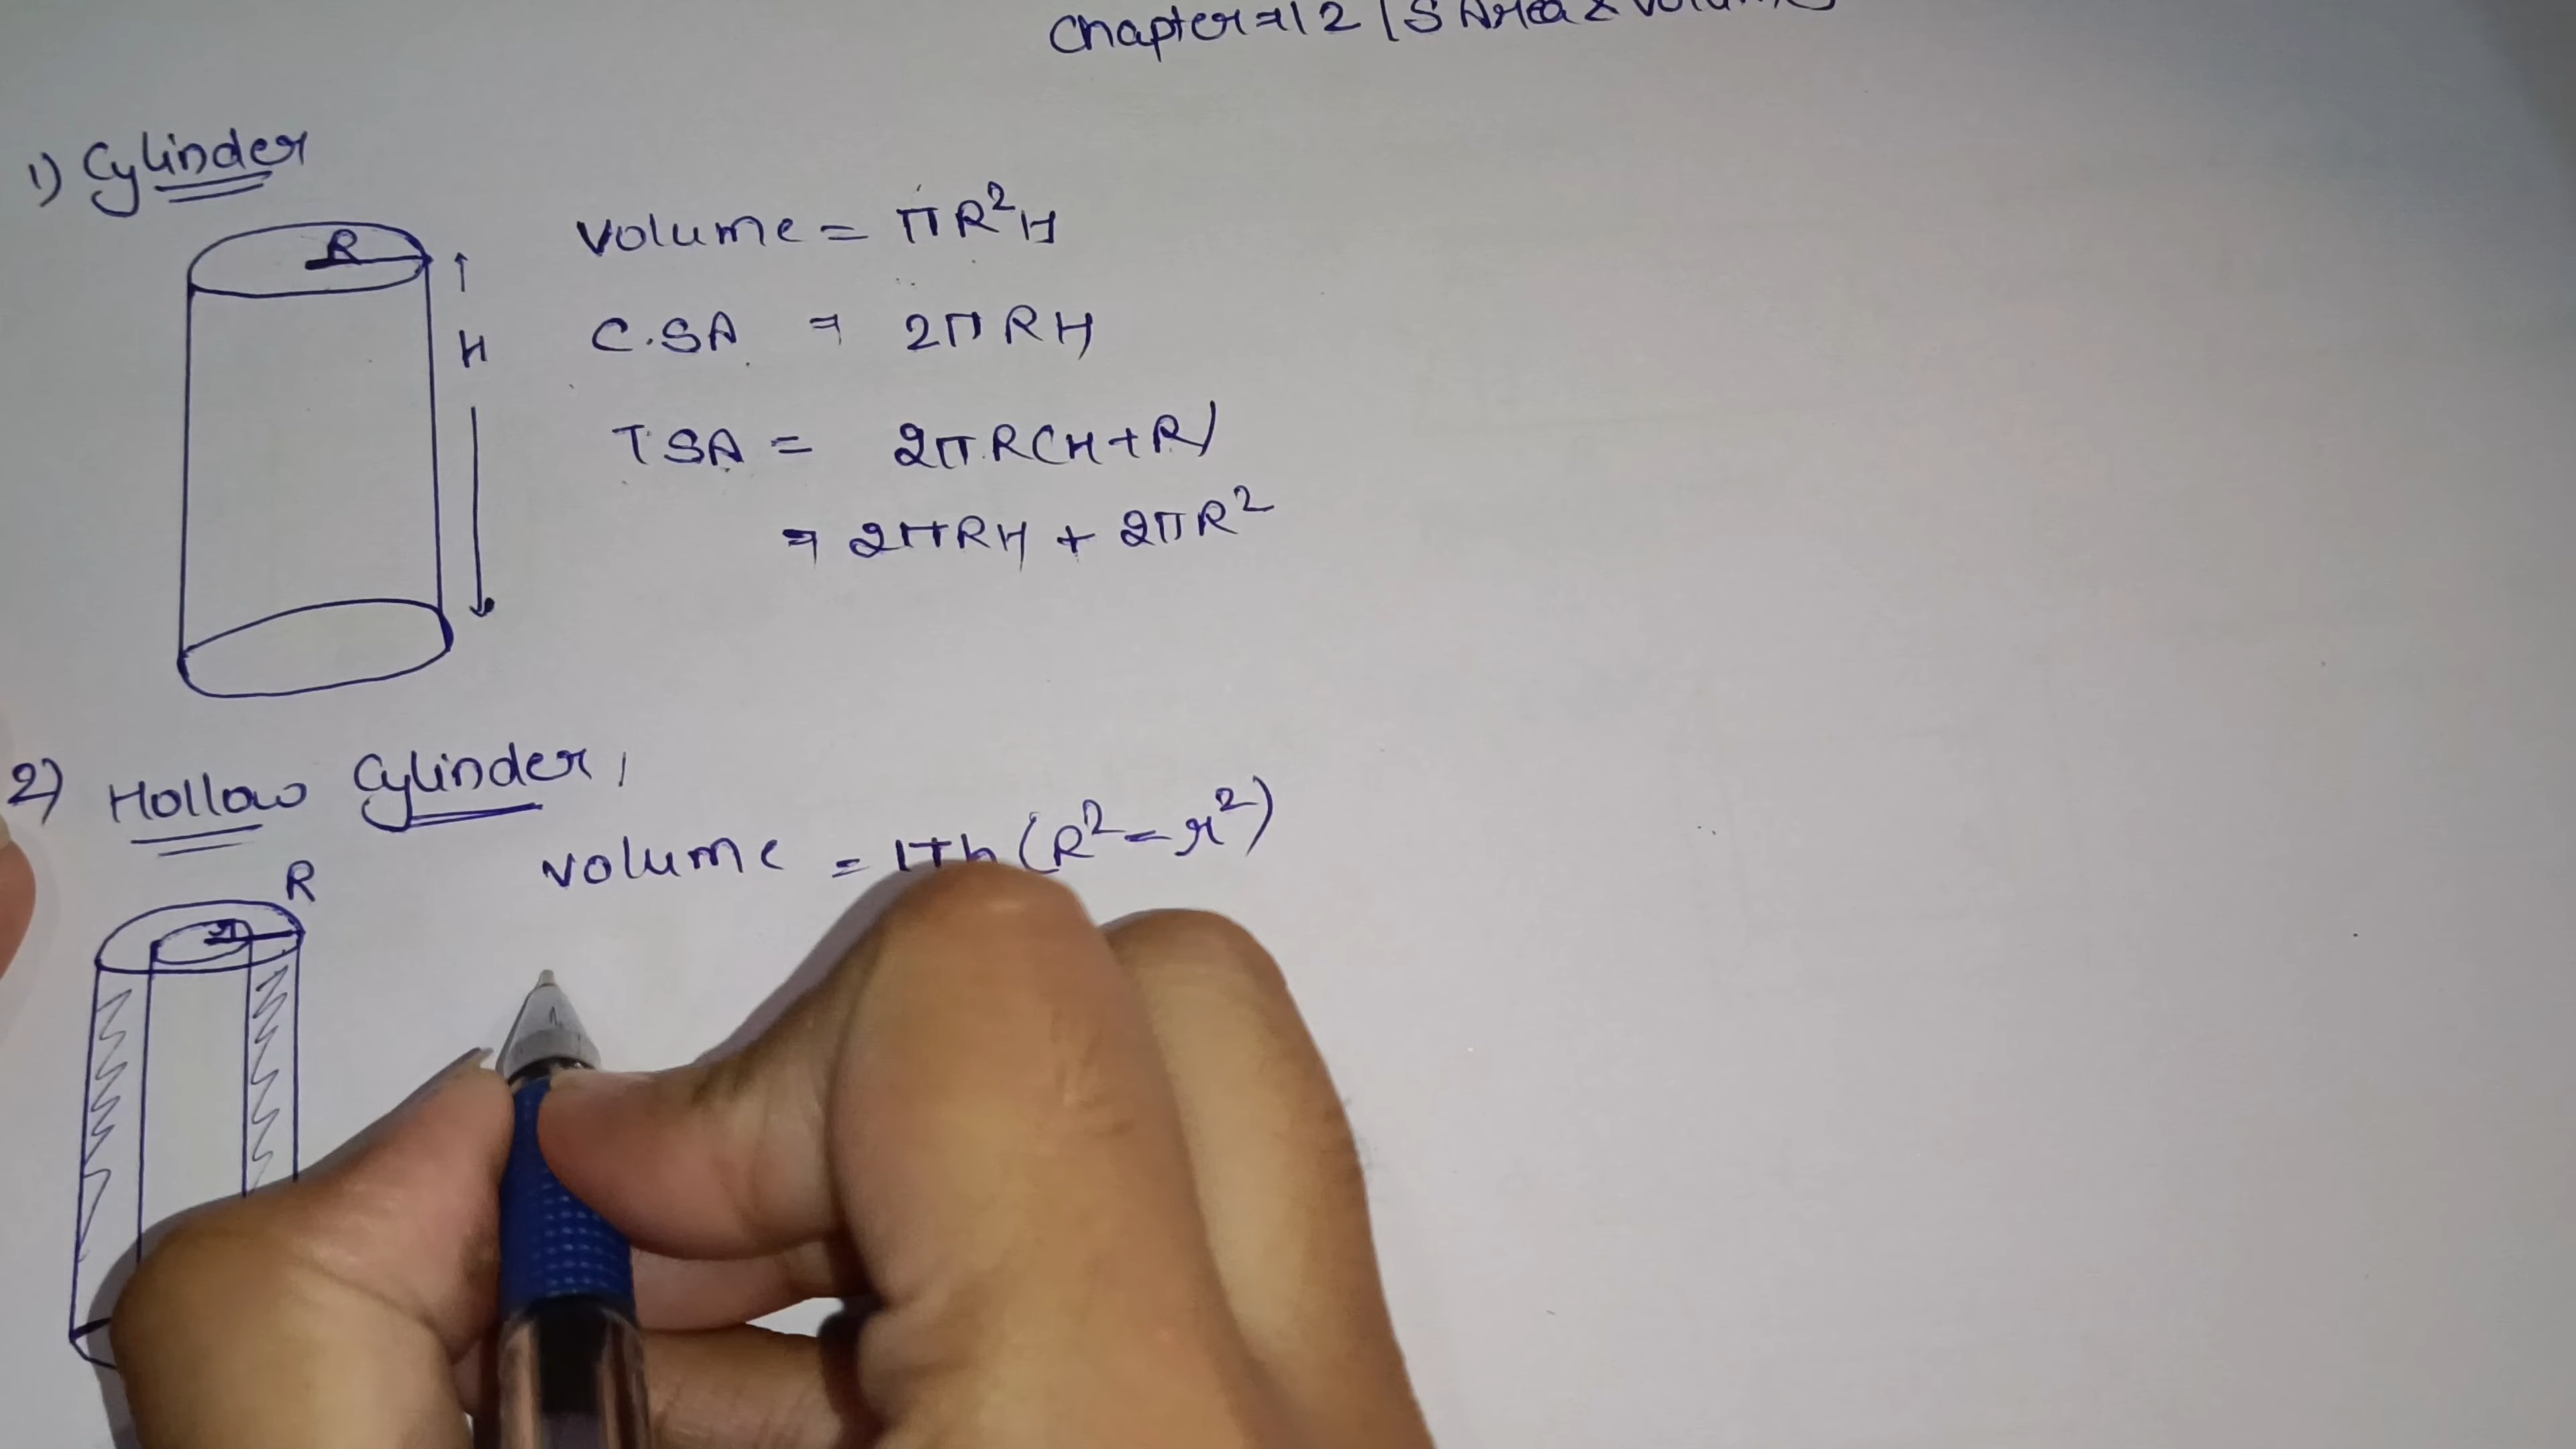 Chapter = 12 (S Area & Volume
1) Cylinder
R
H
Volume = πR²H
C.SA = 2πRH
TSA = 2πR(H+R)
= 2πRH + 2πR²
2) Hollow Cylinder,
Volume = πh(R²-r²)
R
r